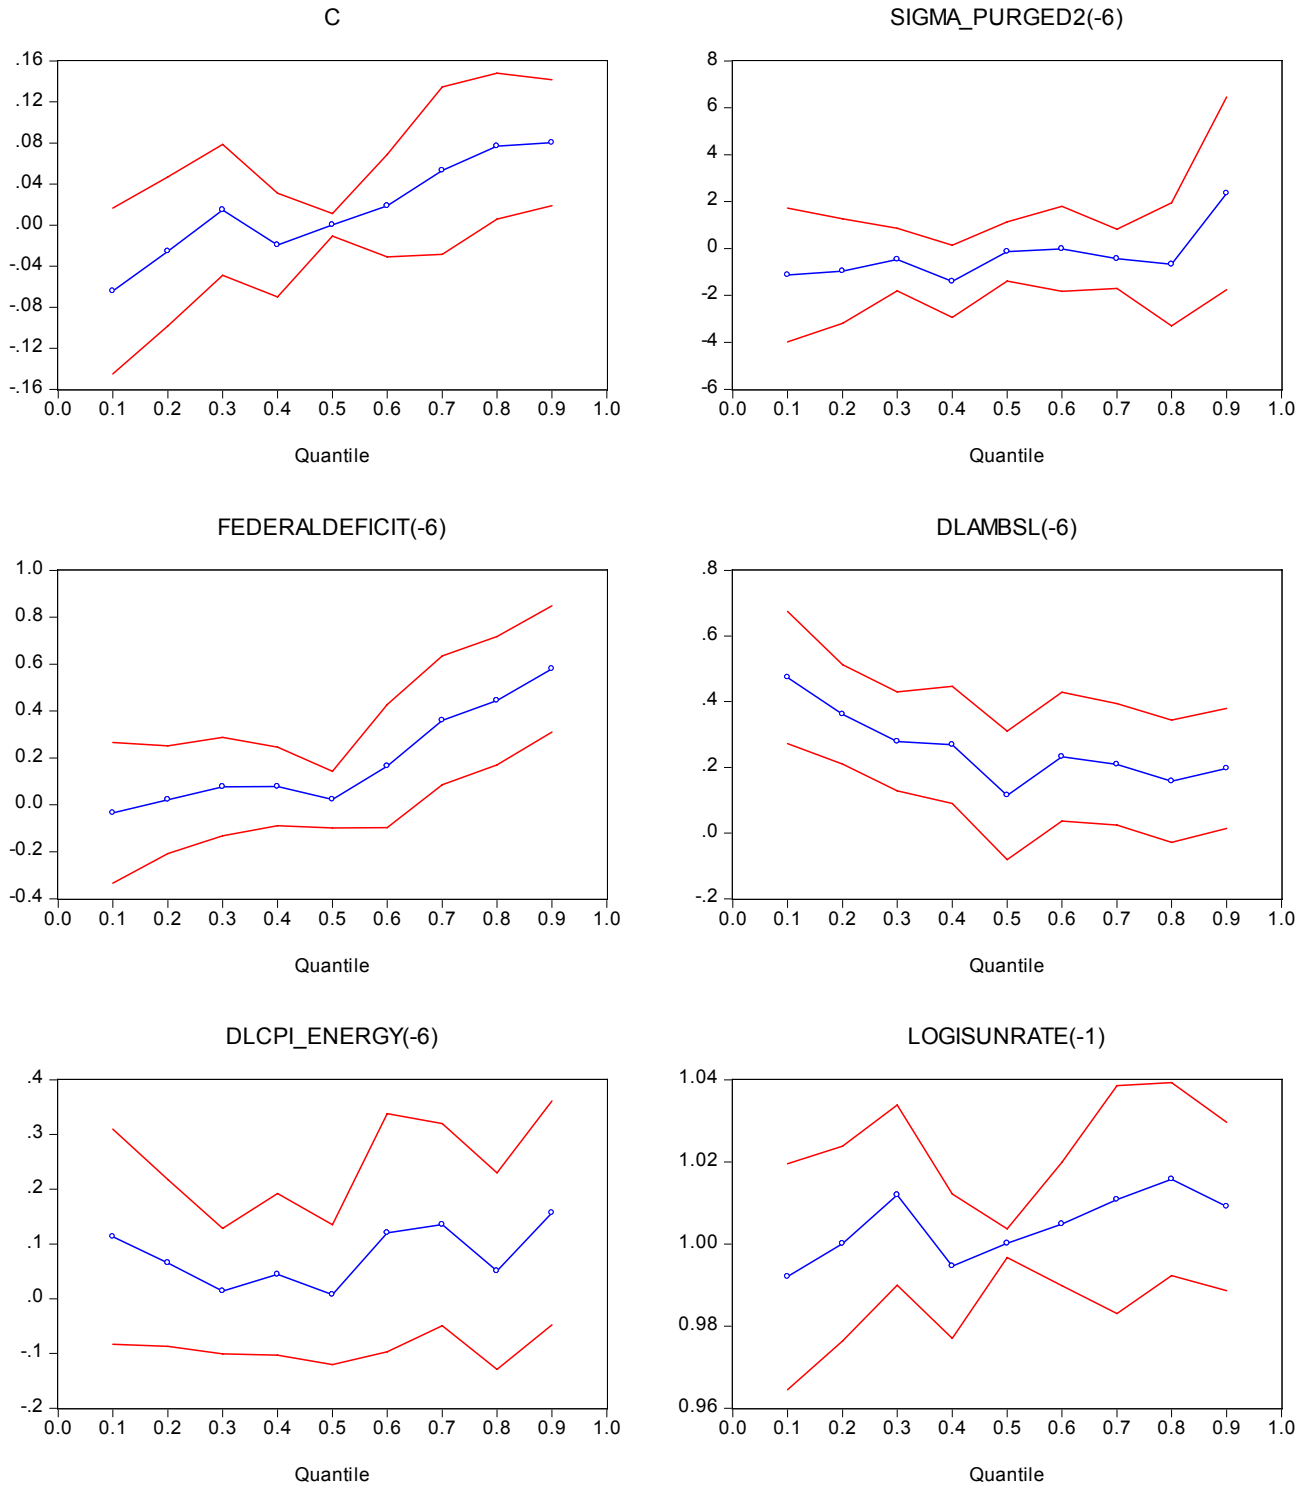 C
.16
.12
.08
.04
.00
-.04
-.08
-.12
-.16
0.0 0.1 0.2 0.3 0.4 0.5 0.6 0.7 0.8 0.9 1.0
Quantile
SIGMA_PURGED2(-6)
8
6
4
2
0
-2
-4
-6
0.0 0.1 0.2 0.3 0.4 0.5 0.6 0.7 0.8 0.9 1.0
Quantile
FEDERALDEFICIT(-6)
1.0
0.8
0.6
0.4
0.2
0.0
-0.2
-0.4
0.0 0.1 0.2 0.3 0.4 0.5 0.6 0.7 0.8 0.9 1.0
Quantile
DLAMBSL(-6)
.8
.6
.4
.2
.0
-.2
0.0 0.1 0.2 0.3 0.4 0.5 0.6 0.7 0.8 0.9 1.0
Quantile
DLCPI_ENERGY(-6)
.4
.3
.2
.1
.0
-.1
-.2
0.0 0.1 0.2 0.3 0.4 0.5 0.6 0.7 0.8 0.9 1.0
Quantile
LOGISUNRATE(-1)
1.04
1.02
1.00
0.98
0.96
0.0 0.1 0.2 0.3 0.4 0.5 0.6 0.7 0.8 0.9 1.0
Quantile